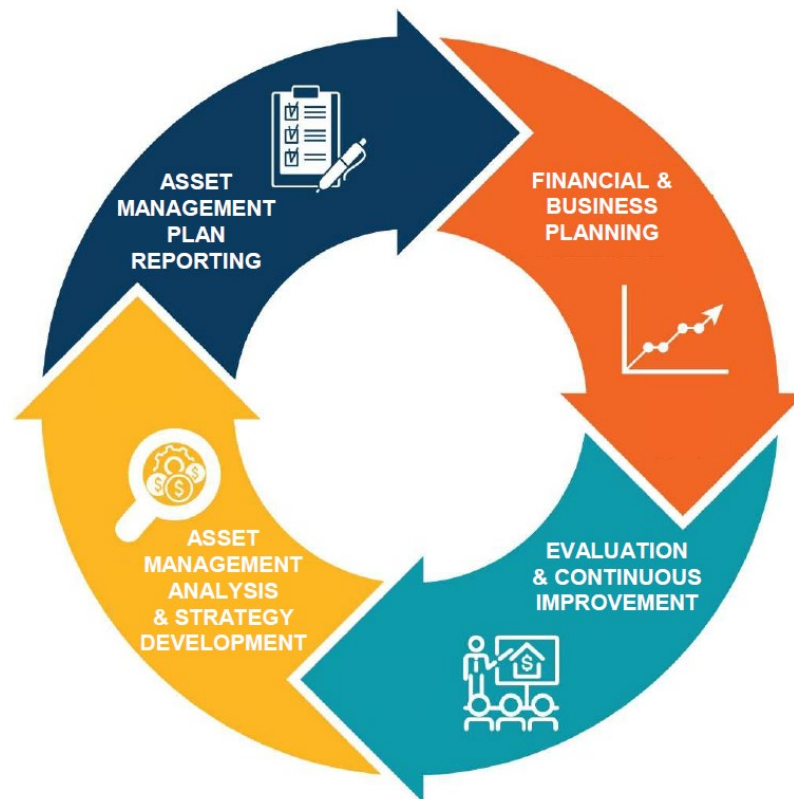 ASSET
MANAGEMENT
PLAN
REPORTING
FINANCIAL &
BUSINESS
PLANNING
EVALUATION
& CONTINUOUS
IMPROVEMENT
ASSET
MANAGEMENT
ANALYSIS
& STRATEGY
DEVELOPMENT
$
$
$
$